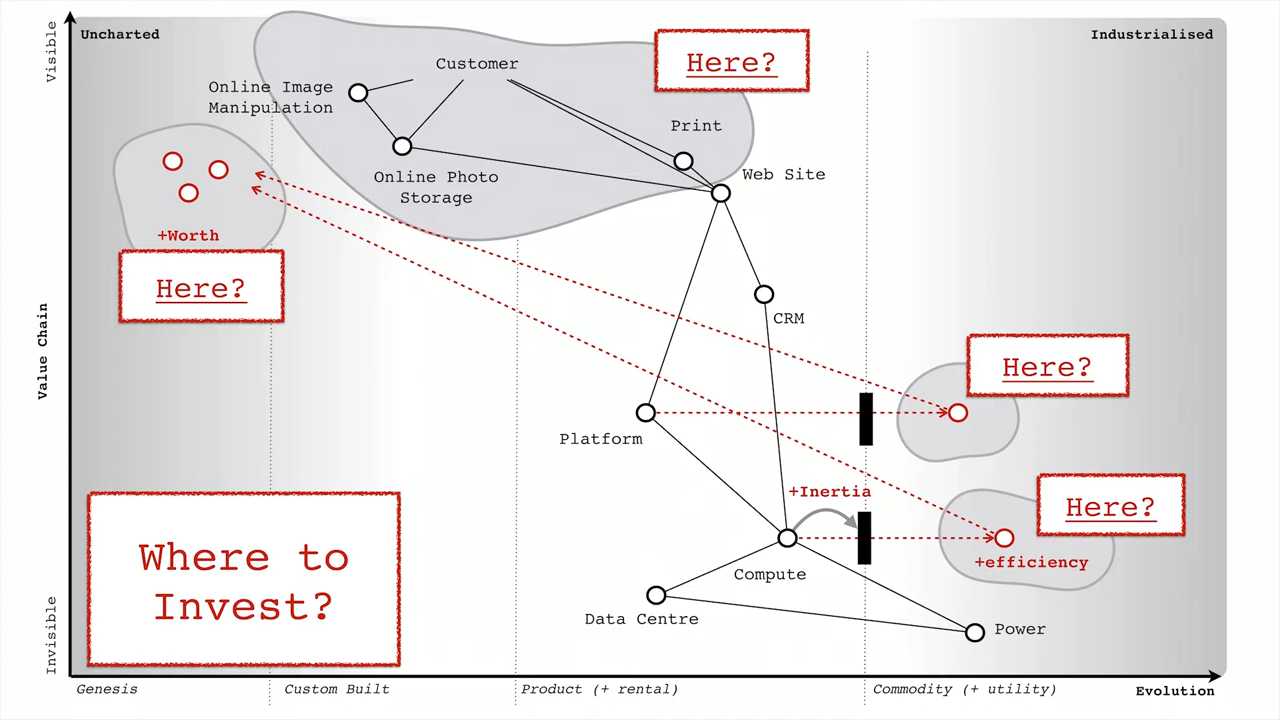 Uncharted
Industrialised
Visible
Customer
Here?
Online Image
Manipulation
Print
Online Photo
Storage
Web Site
+Worth
Here?
CRM
Value Chain
Here?
Platform
+Inertia
Here?
Where to
Invest?
+efficiency
Compute
Data Centre
Power
Invisible
Genesis
Custom Built
Product (+ rental)
Commodity (+ utility)
Evolution